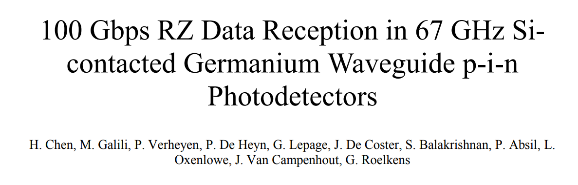 100 Gbps RZ Data Reception in 67 GHz Si-
contacted Germanium Waveguide p-i-n
Photodetectors
H. Chen, M. Galili, P. Verheyen, P. De Heyn, G. Lepage, J. De Coster, S. Balakrishnan, P. Absil, L.
Oxenlowe, J. Van Campenhout, G. Roelkens